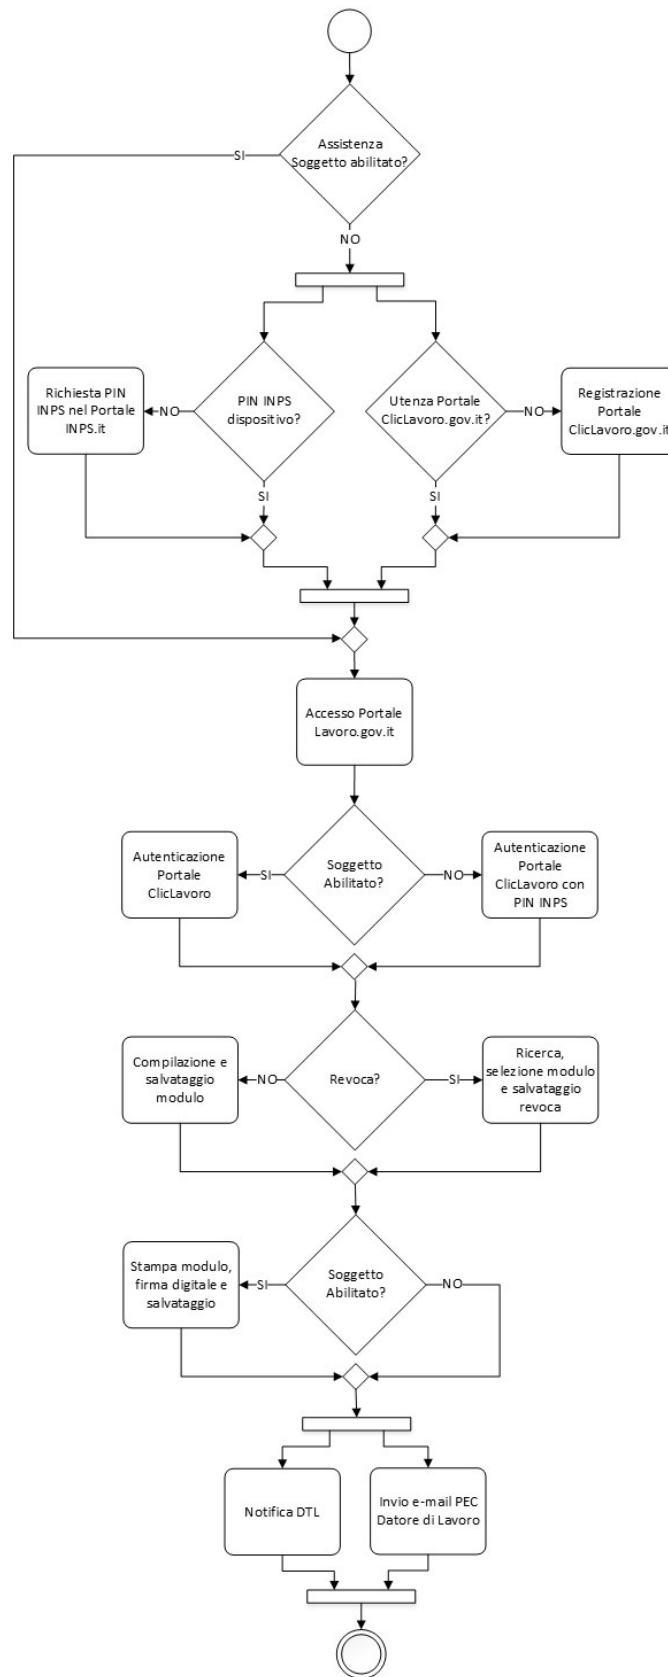 Assistenza
Soggetto abilitato?
SI
NO
Richiesta PIN
INPS nel Portale
INPS.it
NO
PIN INPS
dispositivo?
Utenza Portale
ClicLavoro.gov.it?
NO
Registrazione
Portale
ClicLavoro.gov.it
SI
SI
Accesso Portale
Lavoro.gov.it
Autenticazione
Portale
ClicLavoro
SI
Soggetto
Abilitato?
NO
Autenticazione
Portale
ClicLavoro con
PIN INPS
Compilazione e
salvataggio
modulo
NO
Revoca?
SI
Ricerca,
selezione modulo
e salvataggio
revoca
Stampa modulo,
firma digitale e
salvataggio
SI
Soggetto
Abilitato?
NO
Notifica DTL
Invio e-mail PEC
Datore di Lavoro